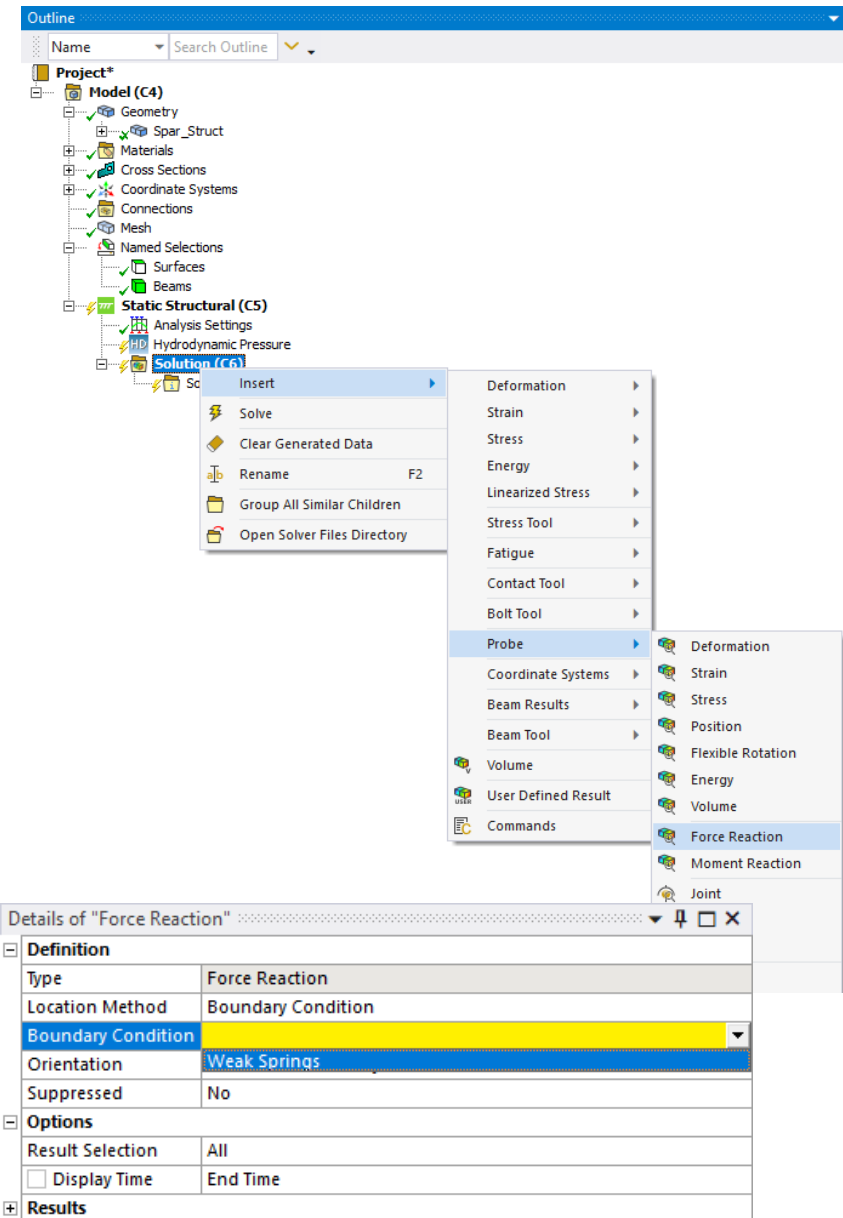 Outline
Name
Search Outline
Project*
Model (C4)
Geometry
Spar_Struct
Materials
Cross Sections
Coordinate Systems
Connections
Mesh
Named Selections
Surfaces
Beams
Static Structural (C5)
Analysis Settings
HD Hydrodynamic Pressure
Solution (C6)
So
Insert
Solve
Clear Generated Data
Rename F2
Group All Similar Children
Open Solver Files Directory
Deformation
Strain
Stress
Energy
Linearized Stress
Stress Tool
Fatigue
Contact Tool
Bolt Tool
Probe
Coordinate Systems
Beam Results
Beam Tool
Volume
User Defined Result
Commands
Deformation
Strain
Stress
Position
Flexible Rotation
Energy
Volume
Force Reaction
Moment Reaction
Joint
Details of "Force Reaction"
Definition
Type Force Reaction
Location Method Boundary Condition
Boundary Condition
Orientation Weak Springs
Suppressed No
Options
Result Selection All
Display Time End Time
Results